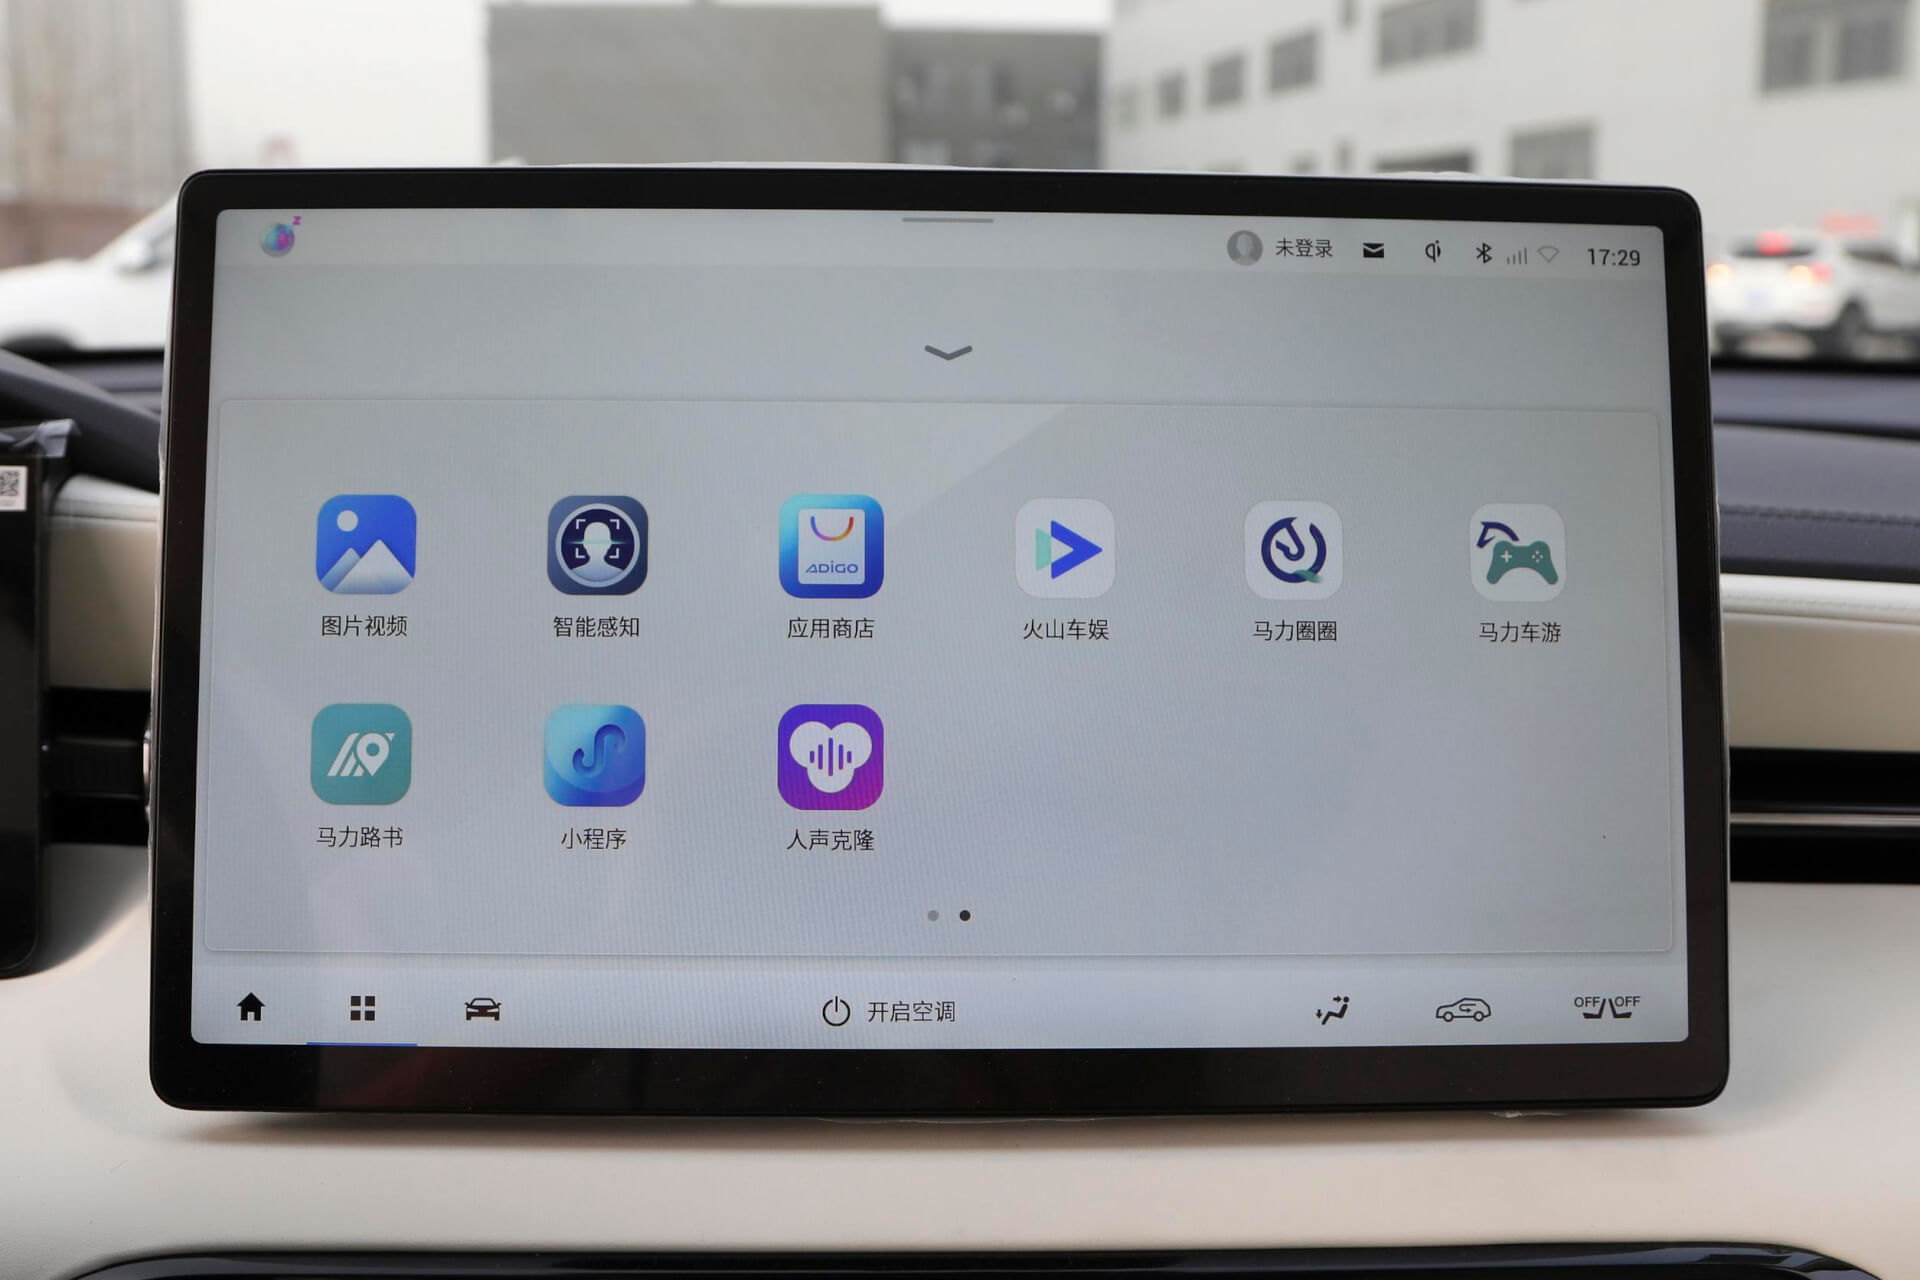 未登录
17:29
ADiGO
图片视频
智能感知
应用商店
火山车娱
马力圈圈
马力车游
马力路书
小程序
人声克隆
开启空调
OFF OFF